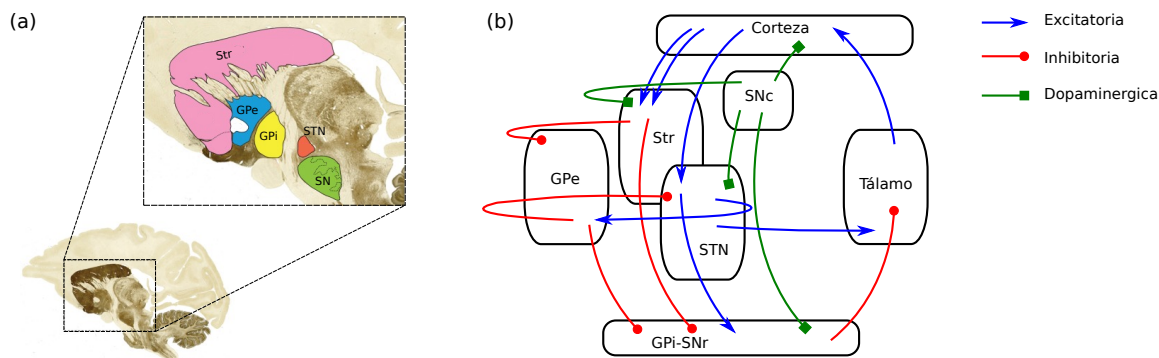 (a)
Str
GPe
GPi
STN
SN
(b)
Corteza
SNc
Str
GPe
Tálamo
STN
GPi-SNr
Excitatoria
Inhibitoria
Dopaminergica